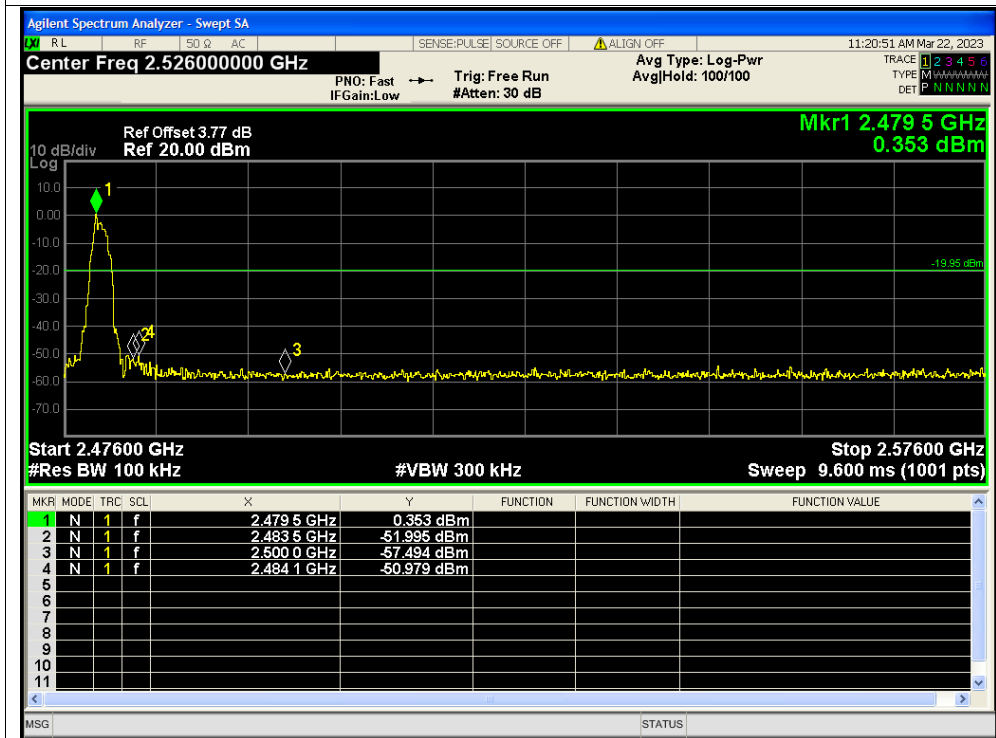 Agilent Spectrum Analyzer - Swept SA
LXI RL RF 50 Ω AC SENSE:PULSE SOURCE OFF ALIGN OFF 11:20:51 AM Mar 22, 2023
Center Freq 2.526000000 GHz
PNO: Fast
IFGain:Low
Trig: Free Run
#Atten: 30 dB
Avg Type: Log-Pwr
Avg|Hold: 100/100
TRACE 1 2 3 4 5 6
TYPE M
DET P N N N N N
Mkr1 2.479 5 GHz
0.353 dBm
Ref Offset 3.77 dB
10 dB/div Ref 20.00 dBm
Log
10.0
0.00
-10.0
-20.0
-30.0
-40.0
-50.0
-60.0
-70.0
1
-19.95 dBm
2
4
3
Start 2.47600 GHz Stop 2.57600 GHz
#Res BW 100 kHz #VBW 300 kHz Sweep 9.600 ms (1001 pts)
MKR MODE TRC SCL X Y FUNCTION FUNCTION WIDTH FUNCTION VALUE
1 N 1 f 2.479 5 GHz 0.353 dBm
2 N 1 f 2.483 5 GHz -51.995 dBm
3 N 1 f 2.500 0 GHz -57.494 dBm
4 N 1 f 2.484 1 GHz -50.979 dBm
5
6
7
8
9
10
11
MSG STATUS